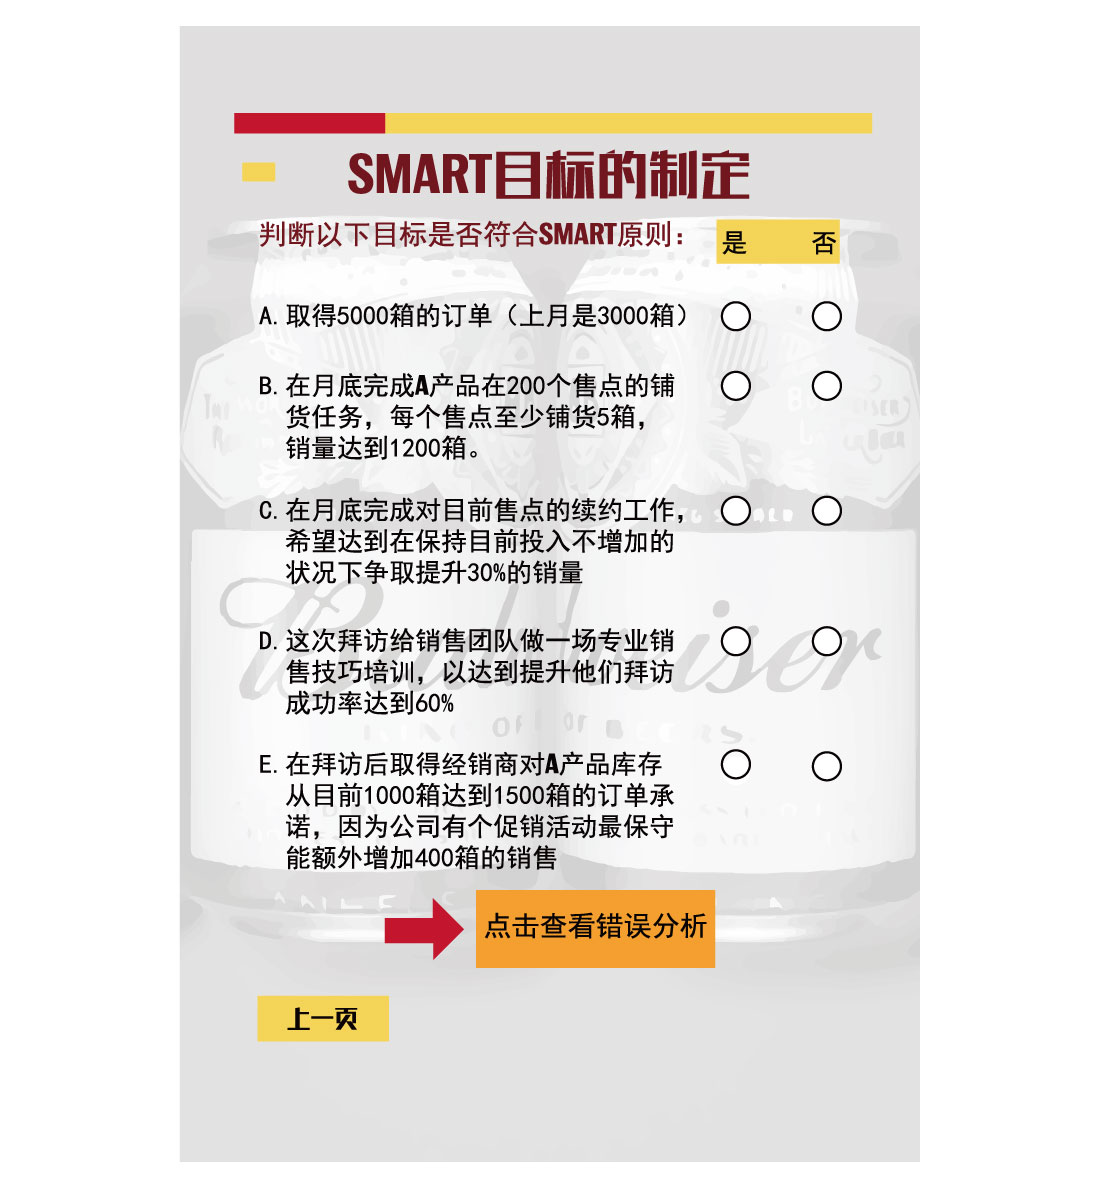 SMART目标的制定
判断以下目标是否符合SMART原则：
是 否
A. 取得5000箱的订单（上月是3000箱）
B. 在月底完成A产品在200个售点的铺
货任务，每个售点至少铺货5箱，
销量达到1200箱。
C. 在月底完成对目前售点的续约工作，
希望达到在保持目前投入不增加的
状况下争取提升30%的销量
D. 这次拜访给销售团队做一场专业销
售技巧培训，以达到提升他们拜访
成功率达到60%
E. 在拜访后取得经销商对A产品库存
从目前1000箱达到1500箱的订单承
诺，因为公司有个促销活动最保守
能额外增加400箱的销售
点击查看错误分析
上一页
Budweiser
KING OF BEERS.